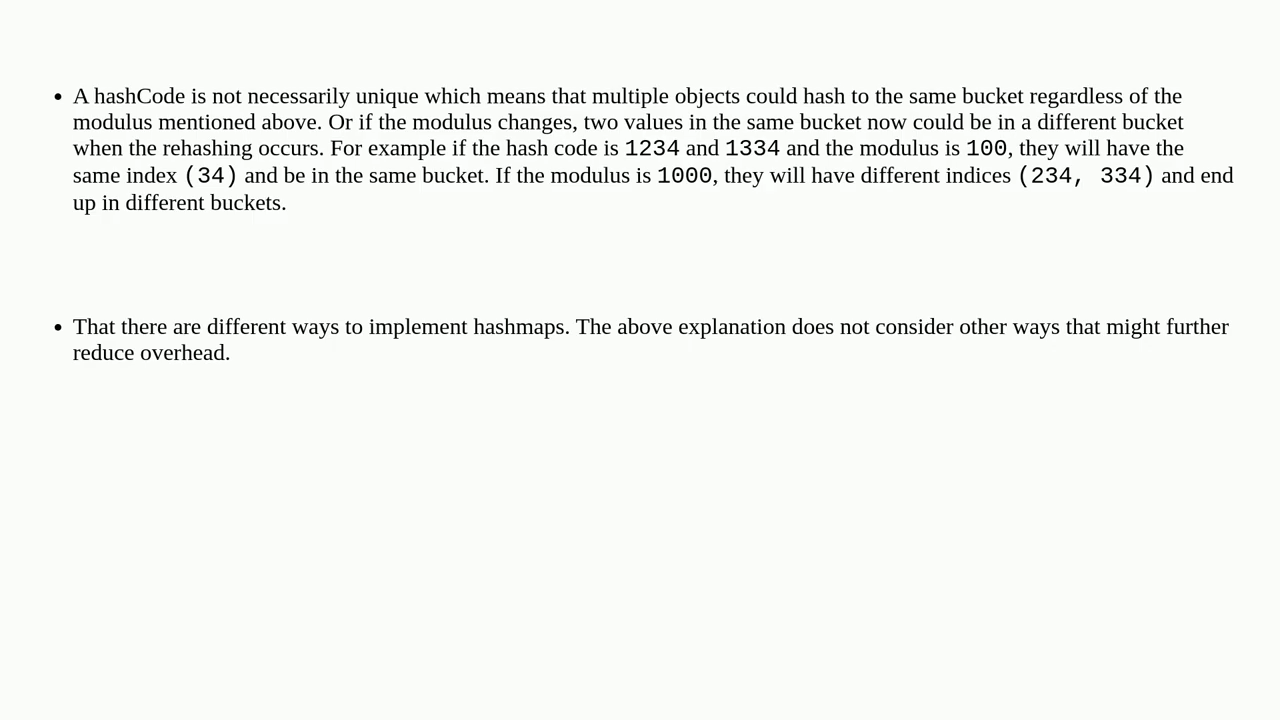 • A hashCode is not necessarily unique which means that multiple objects could hash to the same bucket regardless of the
modulus mentioned above. Or if the modulus changes, two values in the same bucket now could be in a different bucket
when the rehashing occurs. For example if the hash code is 1234 and 1334 and the modulus is 100, they will have the
same index (34) and be in the same bucket. If the modulus is 1000, they will have different indices (234, 334) and end
up in different buckets.
• That there are different ways to implement hashmaps. The above explanation does not consider other ways that might further
reduce overhead.